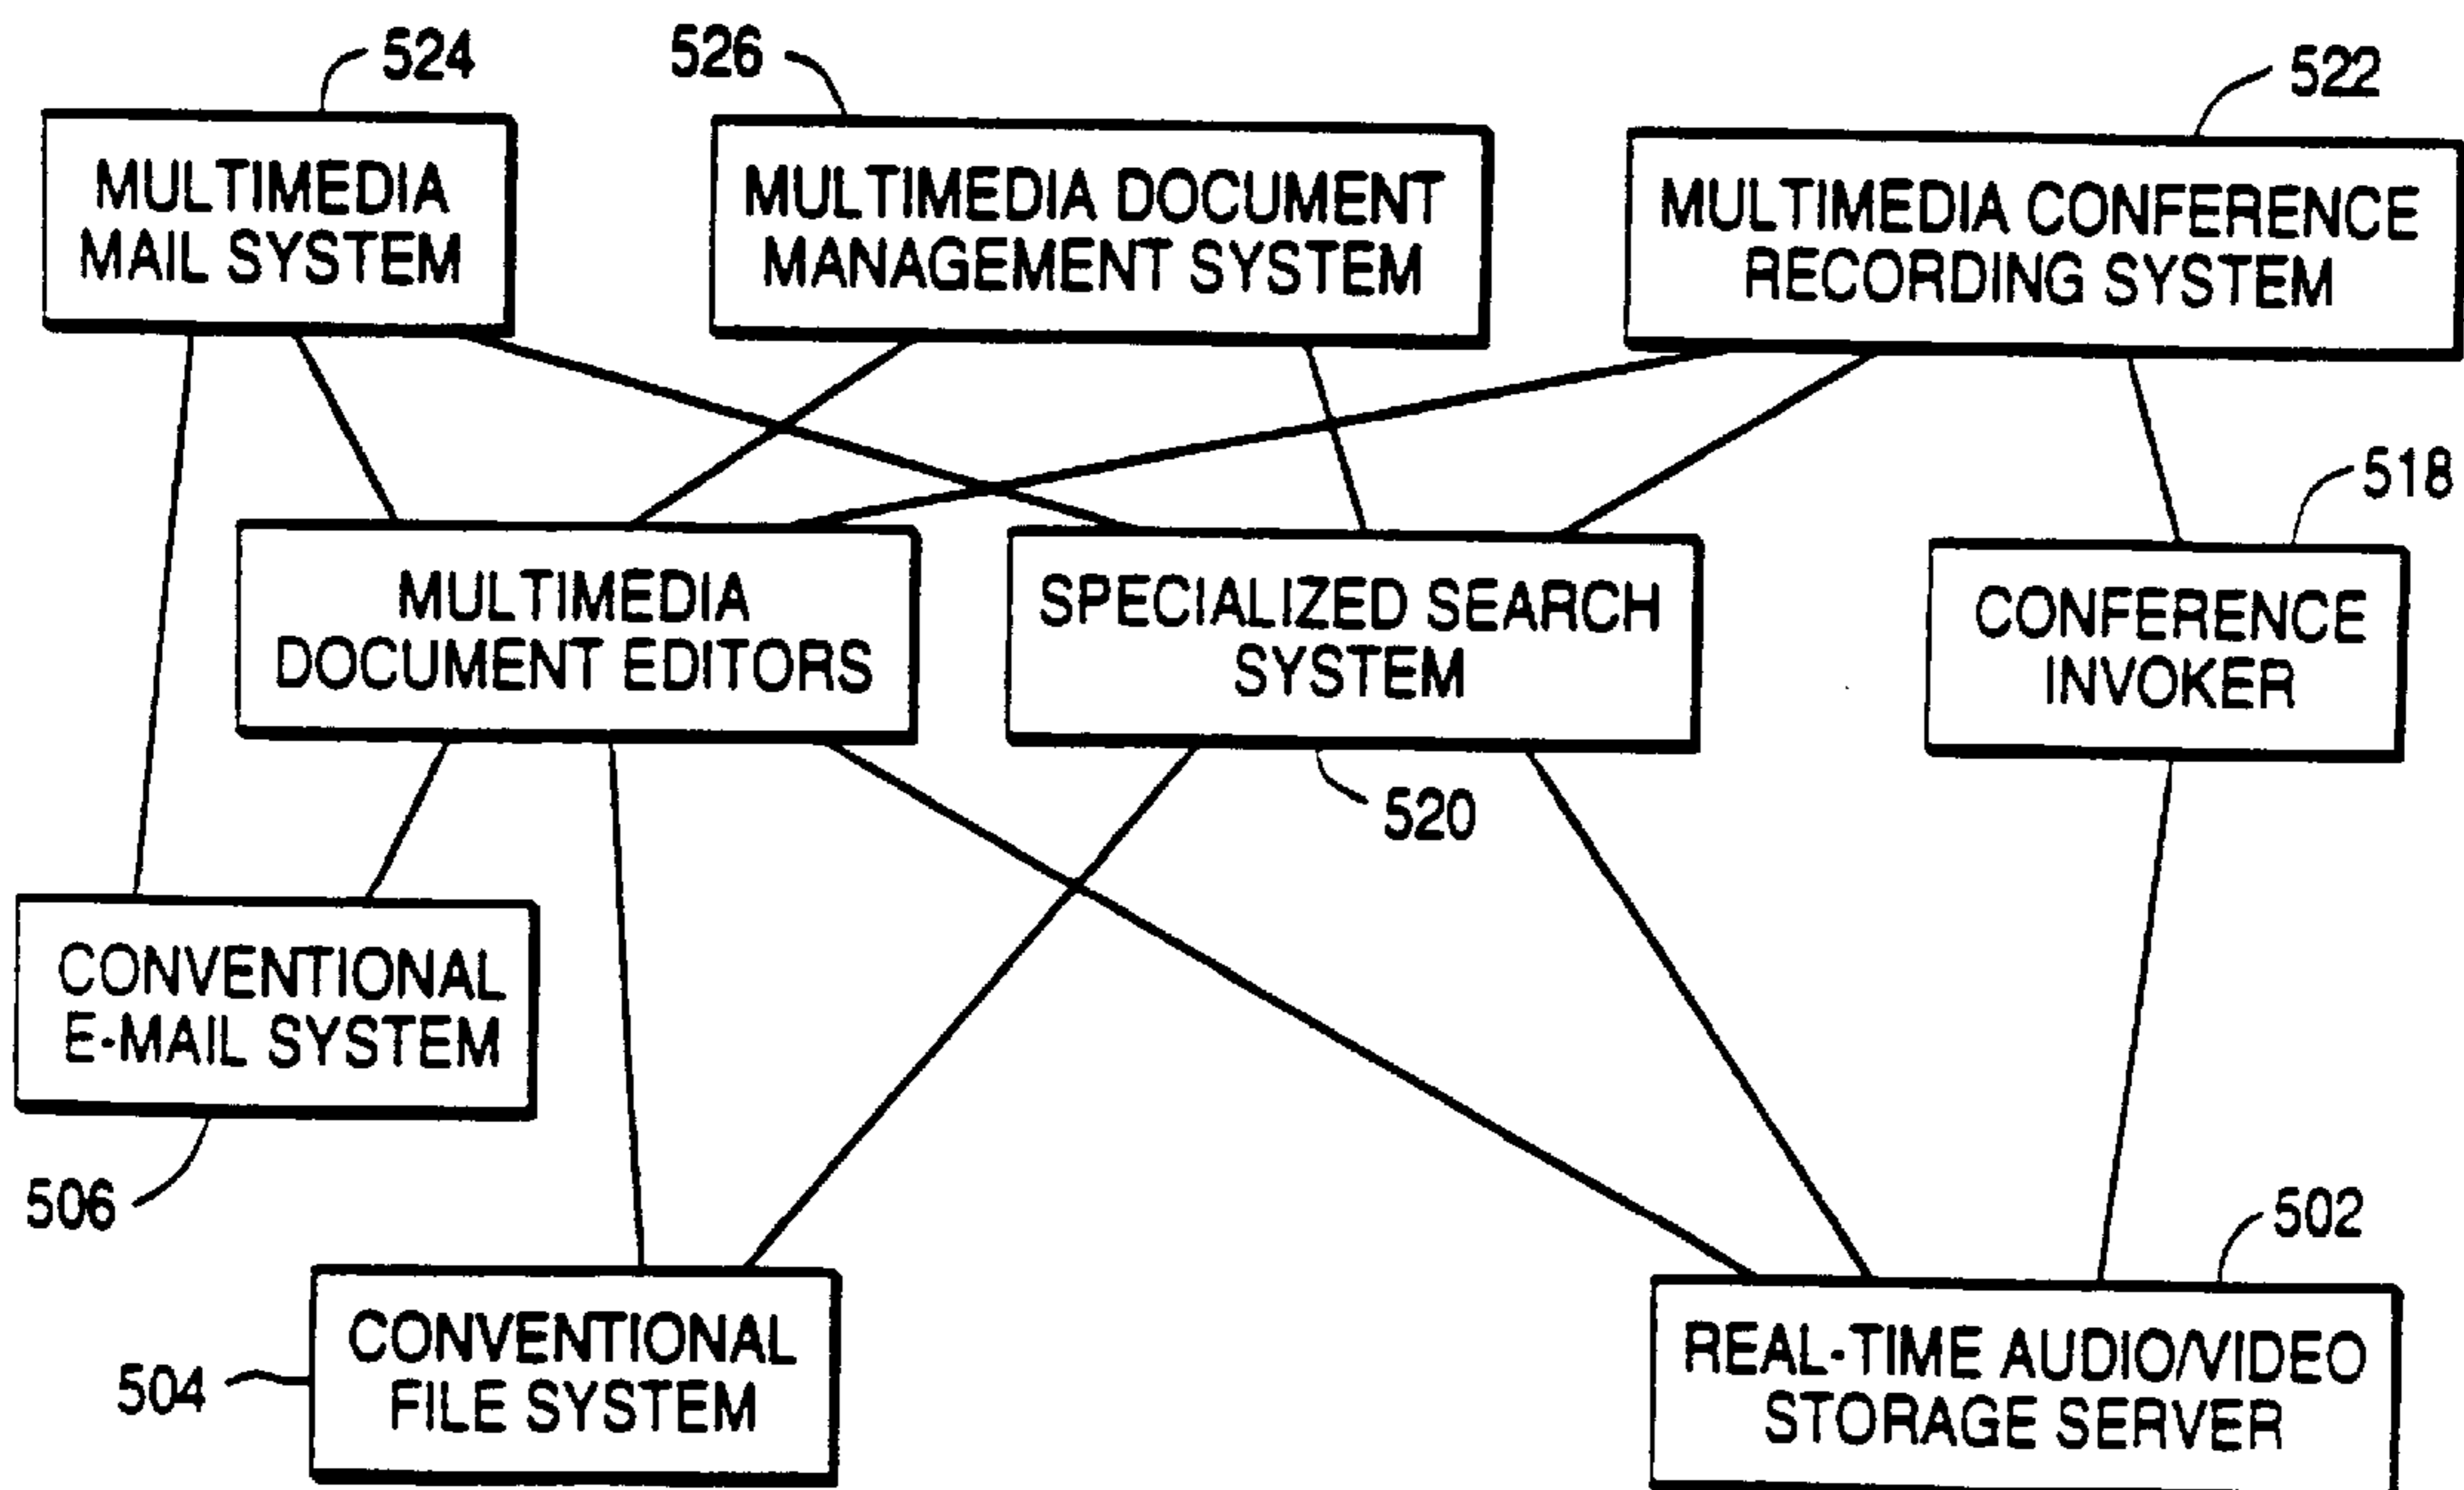 524
526
522
MULTIMEDIA
MAIL SYSTEM
MULTIMEDIA DOCUMENT
MANAGEMENT SYSTEM
MULTIMEDIA CONFERENCE
RECORDING SYSTEM
518
MULTIMEDIA
DOCUMENT EDITORS
SPECIALIZED SEARCH
SYSTEM
CONFERENCE
INVOKER
520
CONVENTIONAL
E-MAIL SYSTEM
506
502
CONVENTIONAL
FILE SYSTEM
504
REAL-TIME AUDIO/VIDEO
STORAGE SERVER